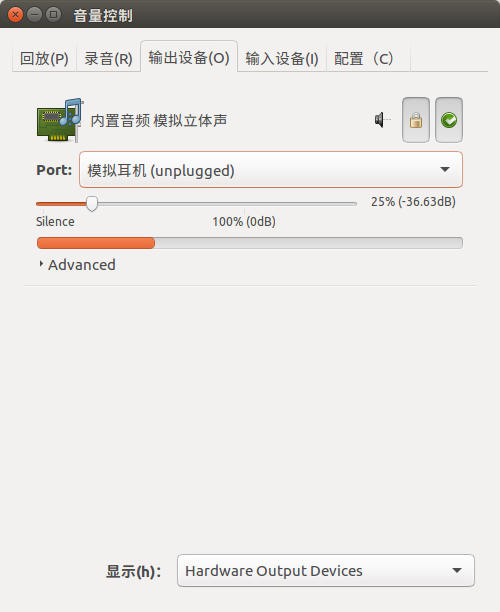 音量控制
回放(P) 录音(R) 输出设备(O) 输入设备(I) 配置（C）
内置音频 模拟立体声
Port: 模拟耳机 (unplugged)
25% (-36.63dB)
Silence 100% (0dB)
Advanced
显示(h)： Hardware Output Devices